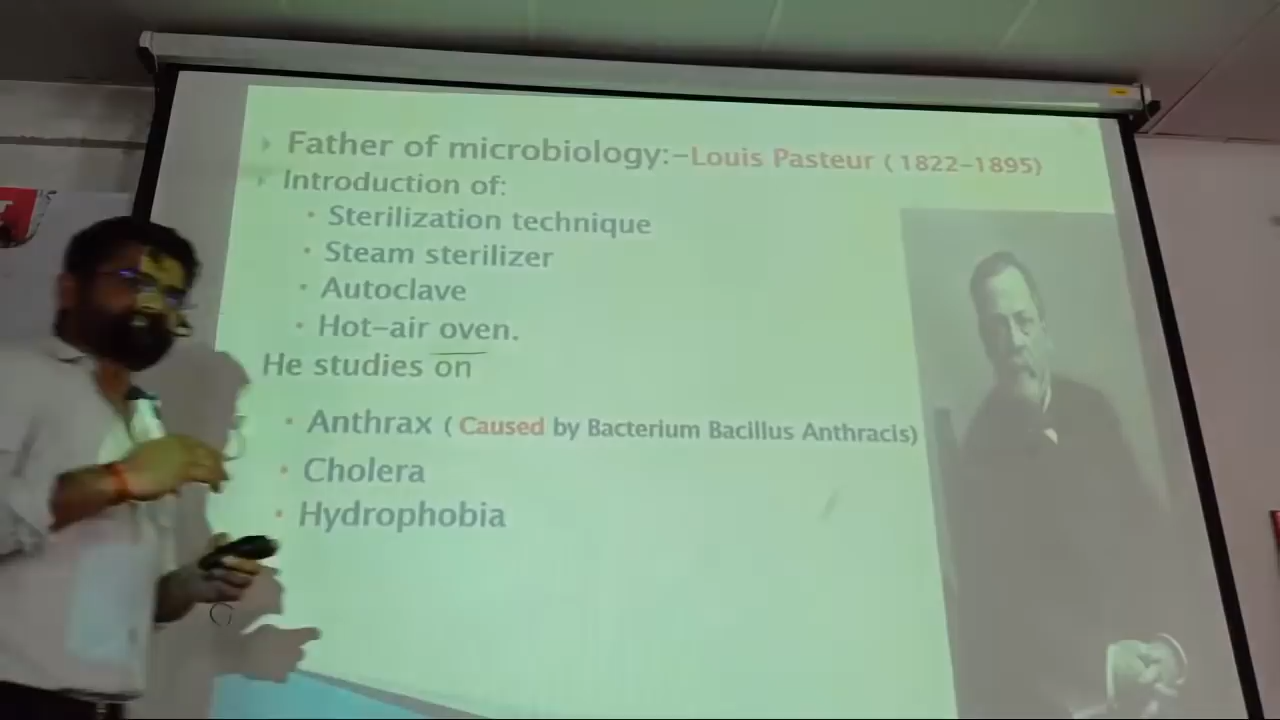 Father of microbiology:-Louis Pasteur (1822-1895)
Introduction of:
Sterilization technique
Steam sterilizer
Autoclave
Hot-air oven.
He studies on
Anthrax ( Caused by Bacterium Bacillus Anthracis)
Cholera
Hydrophobia